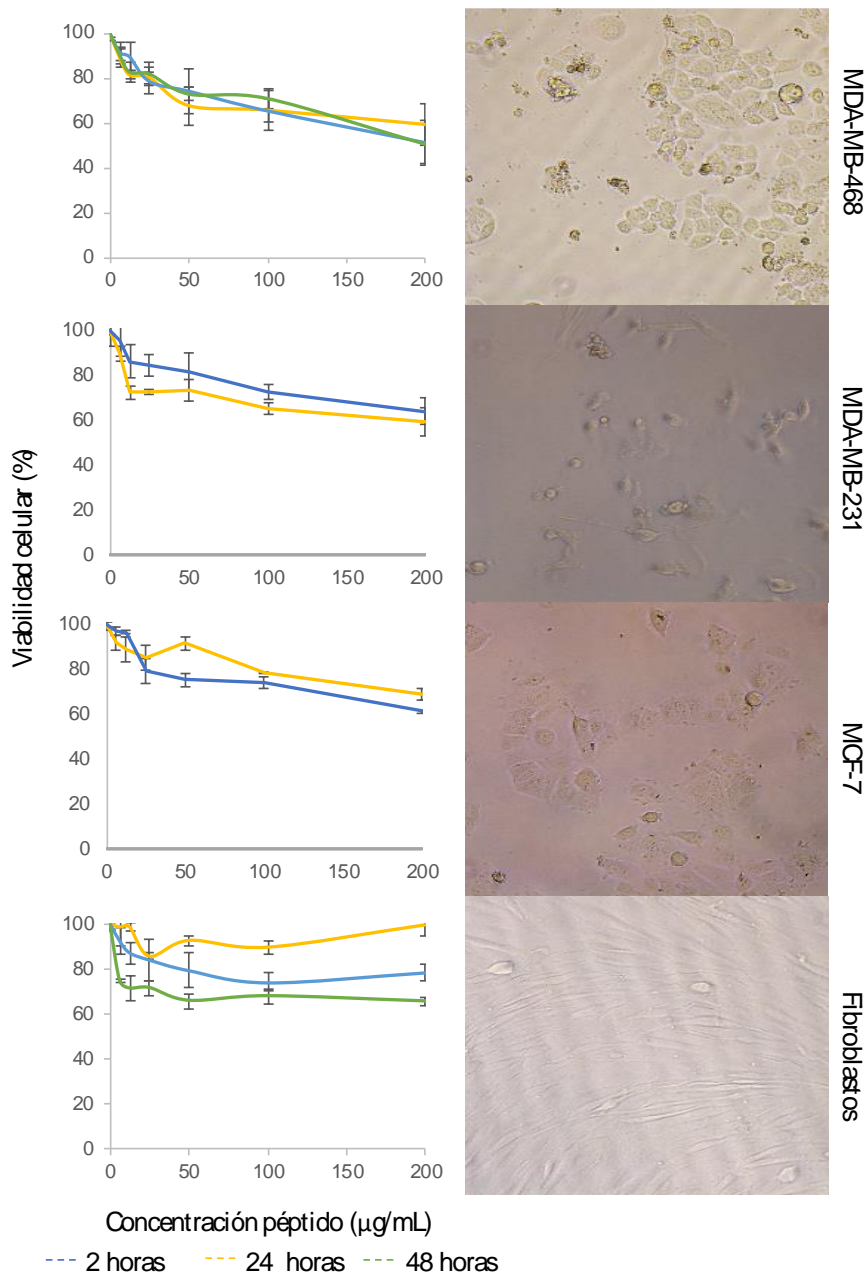 100
80
60
40
20
0
0 50 100 150 200
MDA-MB-468
100
80
60
40
20
0
0 50 100 150 200
MDA-MB-231
Viabilidad celular (%)
100
80
60
40
20
0
0 50 100 150 200
MCF-7
100
80
60
40
20
0
0 50 100 150 200
Fibroblastos
Concentración péptido (µg/mL)
2 horas 24 horas 48 horas